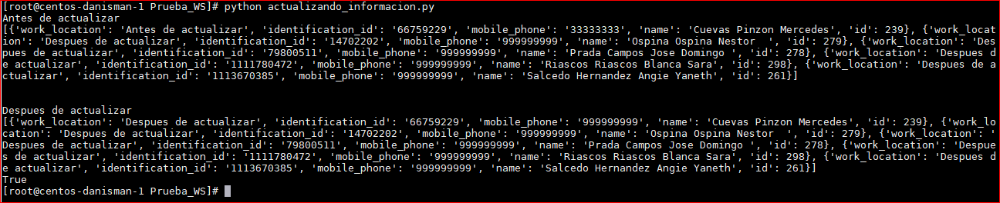 [root@centos-danisman-1 Prueba_WS]# python actualizando_informacion.py
Antes de actualizar
[{'work_location': 'Antes de actualizar', 'identification_id': '66759229', 'mobile_phone': '33333333', 'name': 'Cuevas Pinzon Mercedes', 'id': 239}, {'work_locat
ion': 'Despues de actualizar', 'identification_id': '14702202', 'mobile_phone': '999999999', 'name': 'Ospina Ospina Nestor  ', 'id': 279}, {'work_location': 'Des
pues de actualizar', 'identification_id': '79800511', 'mobile_phone': '999999999', 'name': 'Prada Campos Jose Domingo ', 'id': 278}, {'work_location': 'Despues d
e actualizar', 'identification_id': '1111780472', 'mobile_phone': '999999999', 'name': 'Riascos Riascos Blanca Sara', 'id': 298}, {'work_location': 'Despues de a
ctualizar', 'identification_id': '1113670385', 'mobile_phone': '999999999', 'name': 'Salcedo Hernandez Angie Yaneth', 'id': 261}]
Despues de actualizar
[{'work_location': 'Despues de actualizar', 'identification_id': '66759229', 'mobile_phone': '999999999', 'name': 'Cuevas Pinzon Mercedes', 'id': 239}, {'work_lo
cation': 'Despues de actualizar', 'identification_id': '14702202', 'mobile_phone': '999999999', 'name': 'Ospina Ospina Nestor  ', 'id': 279}, {'work_location': '
Despues de actualizar', 'identification_id': '79800511', 'mobile_phone': '999999999', 'name': 'Prada Campos Jose Domingo ', 'id': 278}, {'work_location': 'Despue
s de actualizar', 'identification_id': '1111780472', 'mobile_phone': '999999999', 'name': 'Riascos Riascos Blanca Sara', 'id': 298}, {'work_location': 'Despues d
e actualizar', 'identification_id': '1113670385', 'mobile_phone': '999999999', 'name': 'Salcedo Hernandez Angie Yaneth', 'id': 261}]
True
[root@centos-danisman-1 Prueba_WS]#